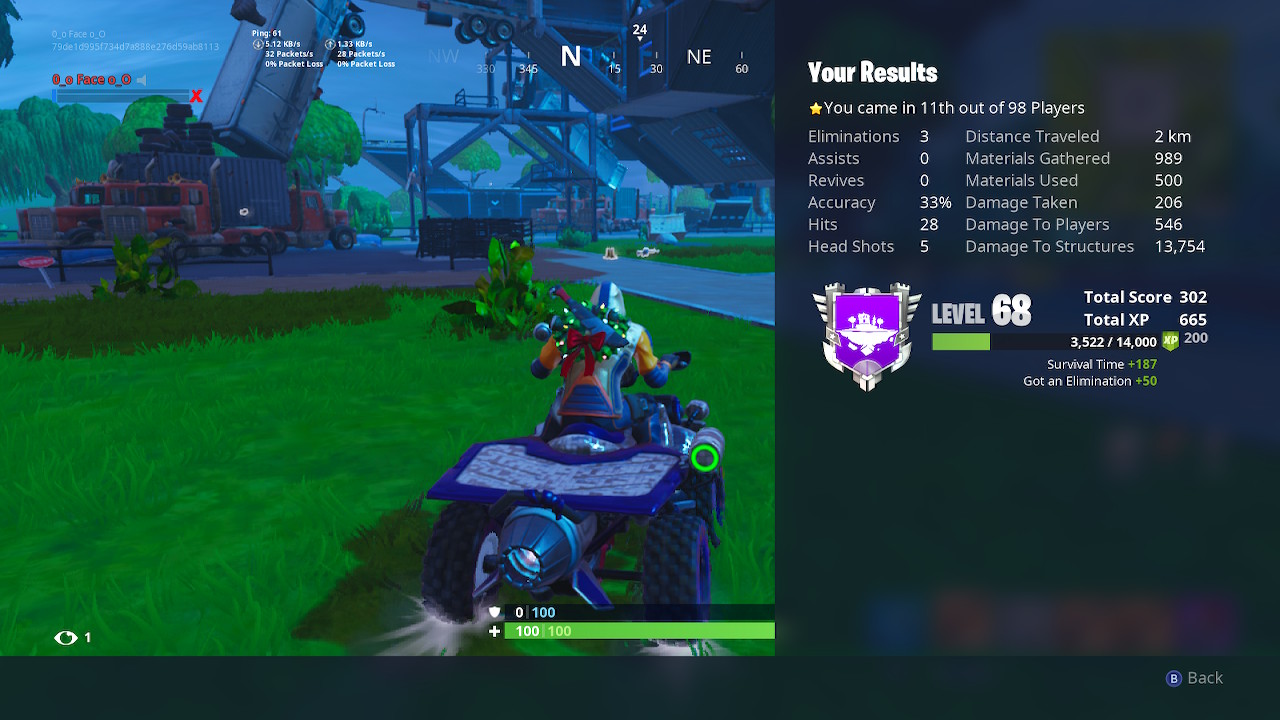 0_o Face o_O
79de1d995f734d7a888e276d59ab8113
0_o Face o_O
X
Ping: 61
5.12 KB/s 1.33 KB/s
32 Packets/s 28 Packets/s
0% Packet Loss 0% Packet Loss
24
NW 330 345 N 15 30 NE 60
0 | 100
100 | 100
1
Your Results
You came in 11th out of 98 Players
Eliminations 3 Distance Traveled 2 km
Assists 0 Materials Gathered 989
Revives 0 Materials Used 500
Accuracy 33% Damage Taken 206
Hits 28 Damage To Players 546
Head Shots 5 Damage To Structures 13,754
LEVEL 68
Total Score 302
Total XP 665
3,522 / 14,000 XP 200
Survival Time +187
Got an Elimination +50
B Back